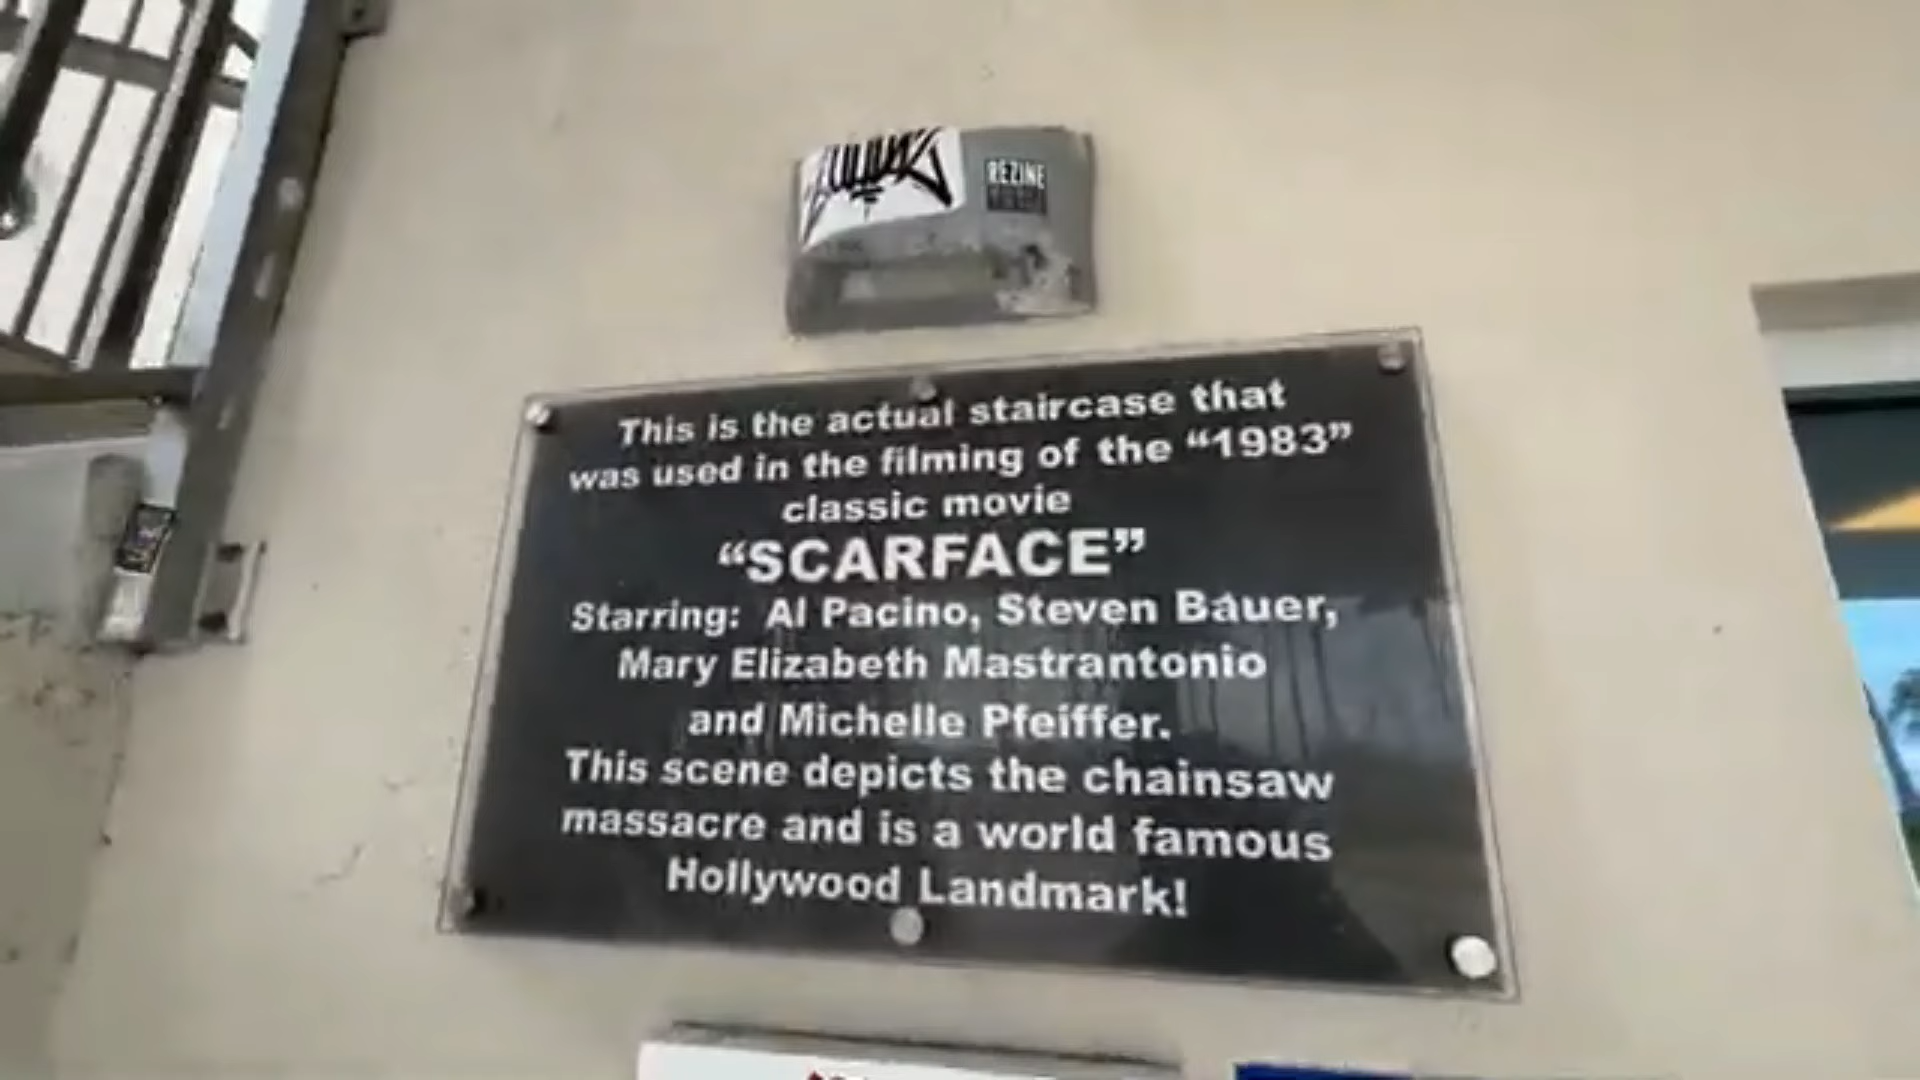 REZINE
This is the actual staircase that
was used in the filming of the “1983”
classic movie
“SCARFACE”
Starring: Al Pacino, Steven Bauer,
Mary Elizabeth Mastrantonio
and Michelle Pfeiffer.
This scene depicts the chainsaw
massacre and is a world famous
Hollywood Landmark!